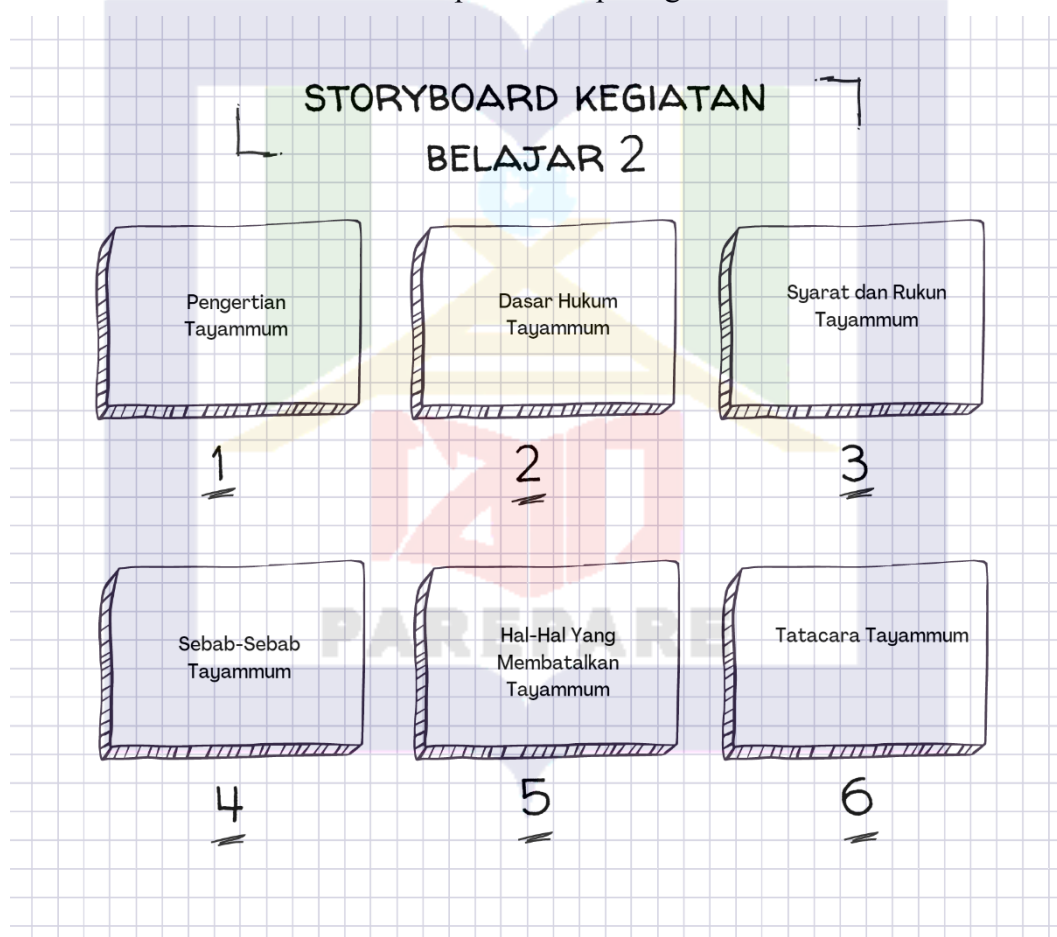 STORYBOARD KEGIATAN
BELAJAR 2
Pengertian
Tayammum
Dasar Hukum
Tayammum
Syarat dan Rukun
Tayammum
1
2
3
Sebab-Sebab
Tayammum
Hal-Hal Yang
Membatalkan
Tayammum
Tatacara Tayammum
4
5
6
PAREPARE